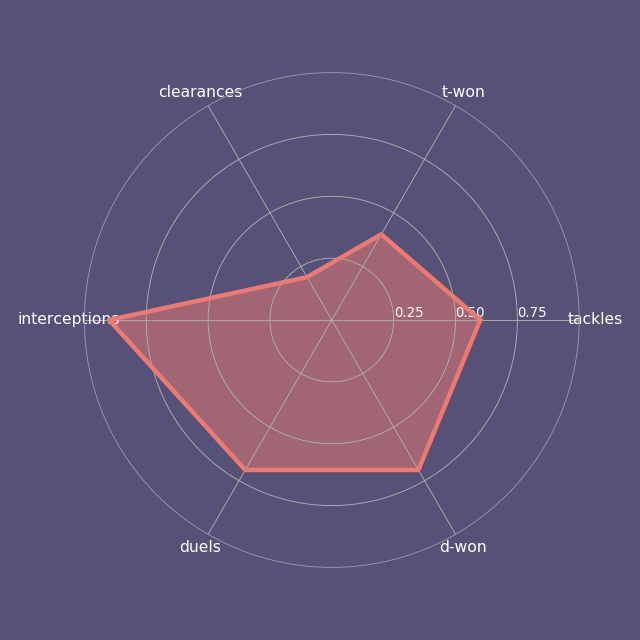 clearances
t-won
interceptions
0.25
0.50
0.75
tackles
duels
d-won